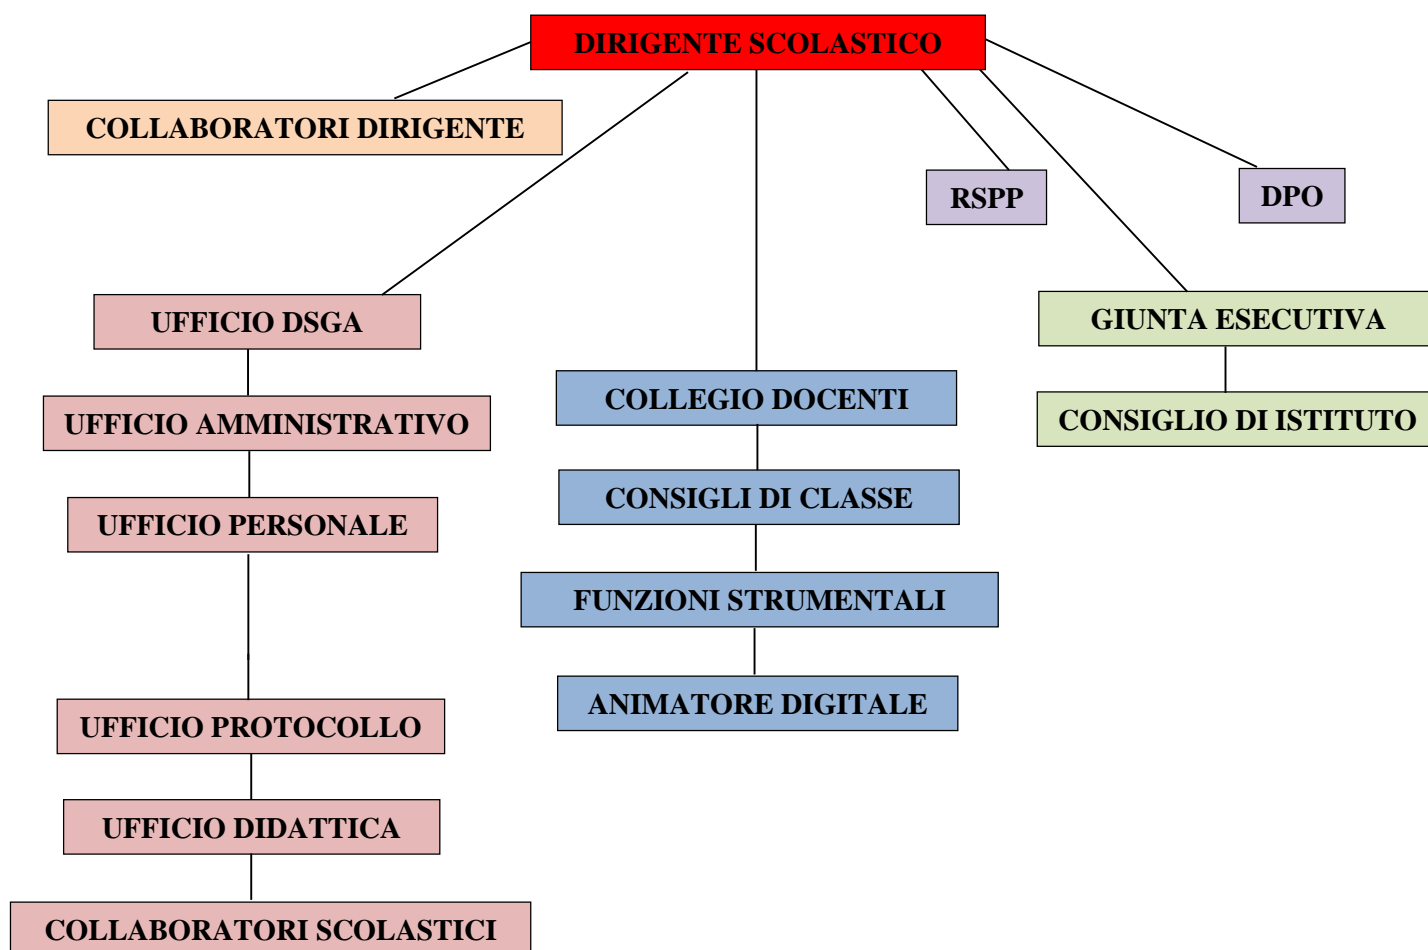 DIRIGENTE SCOLASTICO
COLLABORATORI DIRIGENTE
RSPP
DPO
UFFICIO DSGA
GIUNTA ESECUTIVA
UFFICIO AMMINISTRATIVO
COLLEGIO DOCENTI
CONSIGLIO DI ISTITUTO
UFFICIO PERSONALE
CONSIGLI DI CLASSE
FUNZIONI STRUMENTALI
UFFICIO PROTOCOLLO
ANIMATORE DIGITALE
UFFICIO DIDATTICA
COLLABORATORI SCOLASTICI